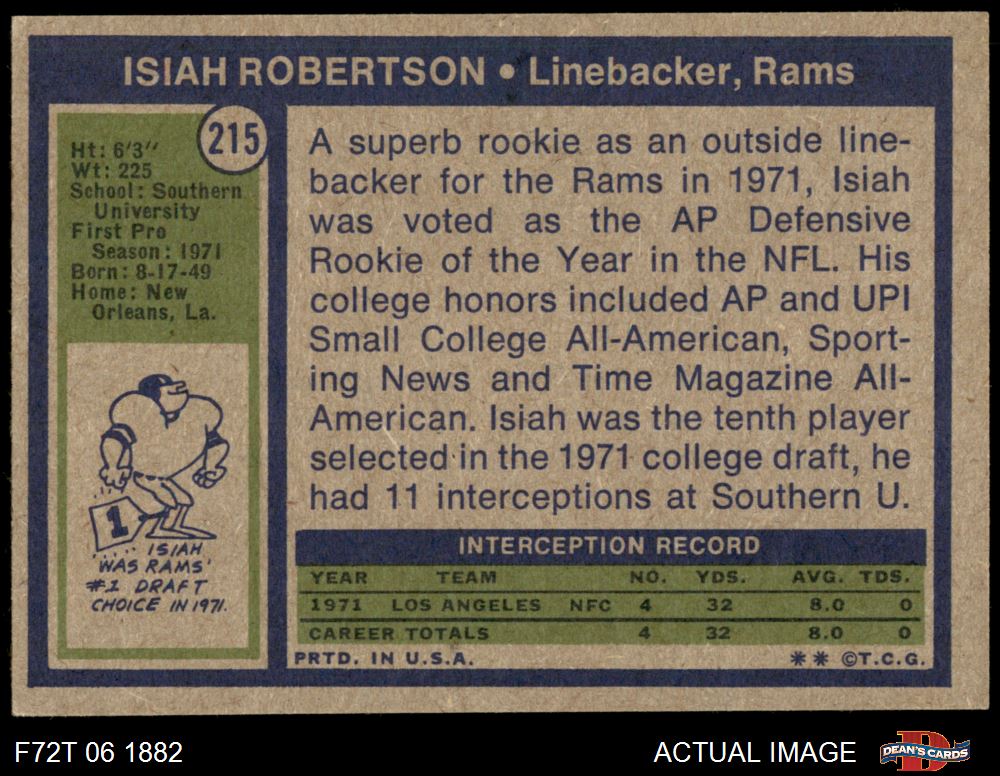 ISIAH ROBERTSON • Linebacker, Rams
215
Ht: 6'3"
Wt: 225
School: Southern
University
First Pro
Season: 1971
Born: 8-17-49
Home: New
Orleans, La.
1
ISIAH
WAS RAMS'
#1 DRAFT
CHOICE IN 1971.
A superb rookie as an outside line-
backer for the Rams in 1971, Isiah
was voted as the AP Defensive
Rookie of the Year in the NFL. His
college honors included AP and UPI
Small College All-American, Sport-
ing News and Time Magazine All-
American. Isiah was the tenth player
selected in the 1971 college draft, he
had 11 interceptions at Southern U.
INTERCEPTION RECORD
YEAR TEAM NO. YDS. AVG. TDS.
1971 LOS ANGELES NFC 4 32 8.0 0
CAREER TOTALS 4 32 8.0 0
PRTD. IN U.S.A. ** ©T.C.G.
F72T 06 1882 ACTUAL IMAGE
D
DEAN'S CARDS